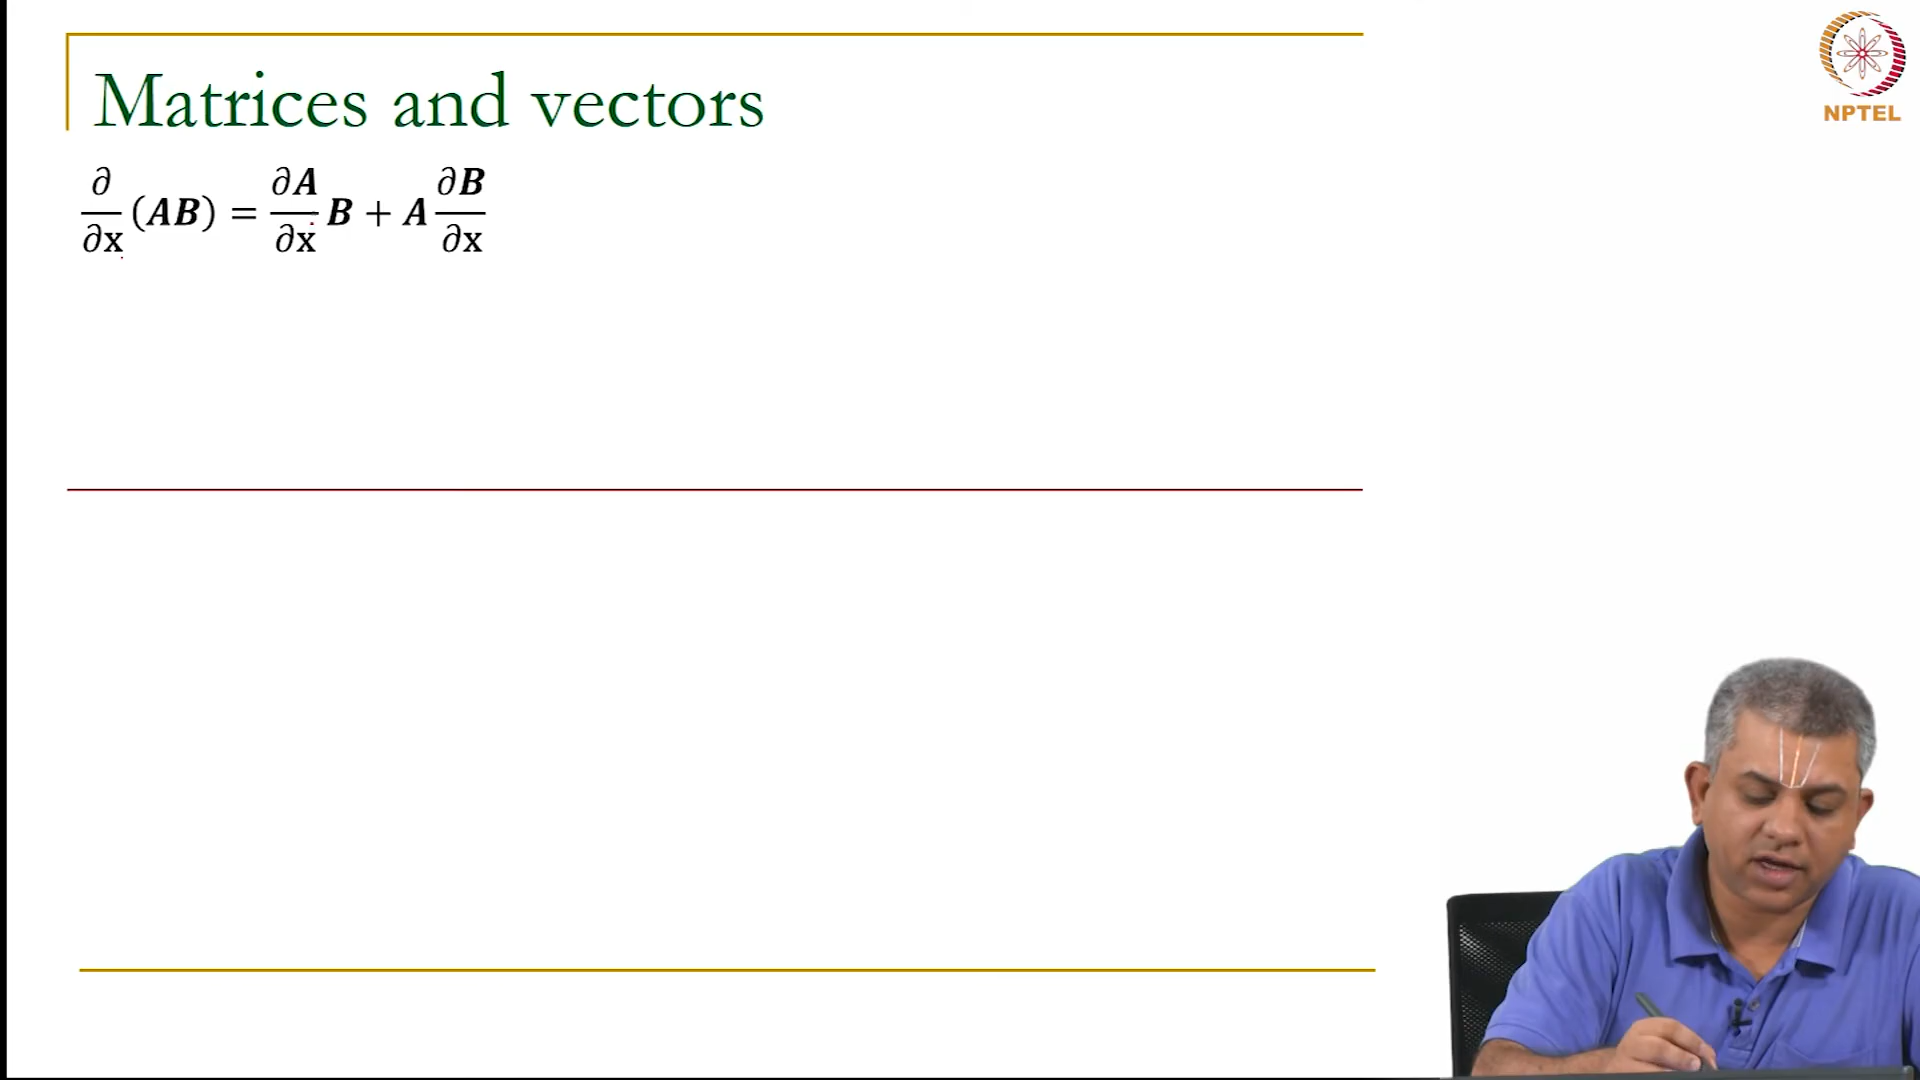 Matrices and vectors
∂/∂x (AB) = ∂A/∂x B + A ∂B/∂x
NPTEL